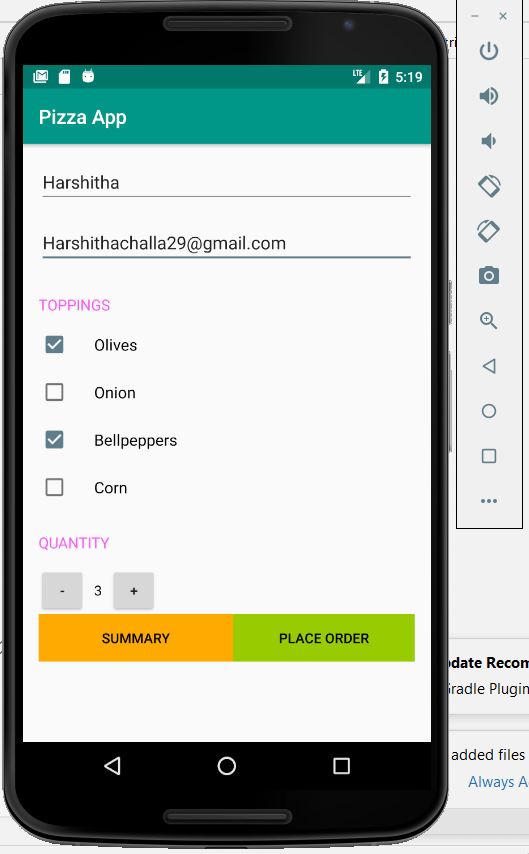 LTE 5:19
Pizza App
Harshitha
Harshithachalla29@gmail.com
TOPPINGS
Olives
Onion
Bellpeppers
Corn
QUANTITY
- 3 +
SUMMARY
PLACE ORDER
Recom
Gradle Plugin
added files
Always